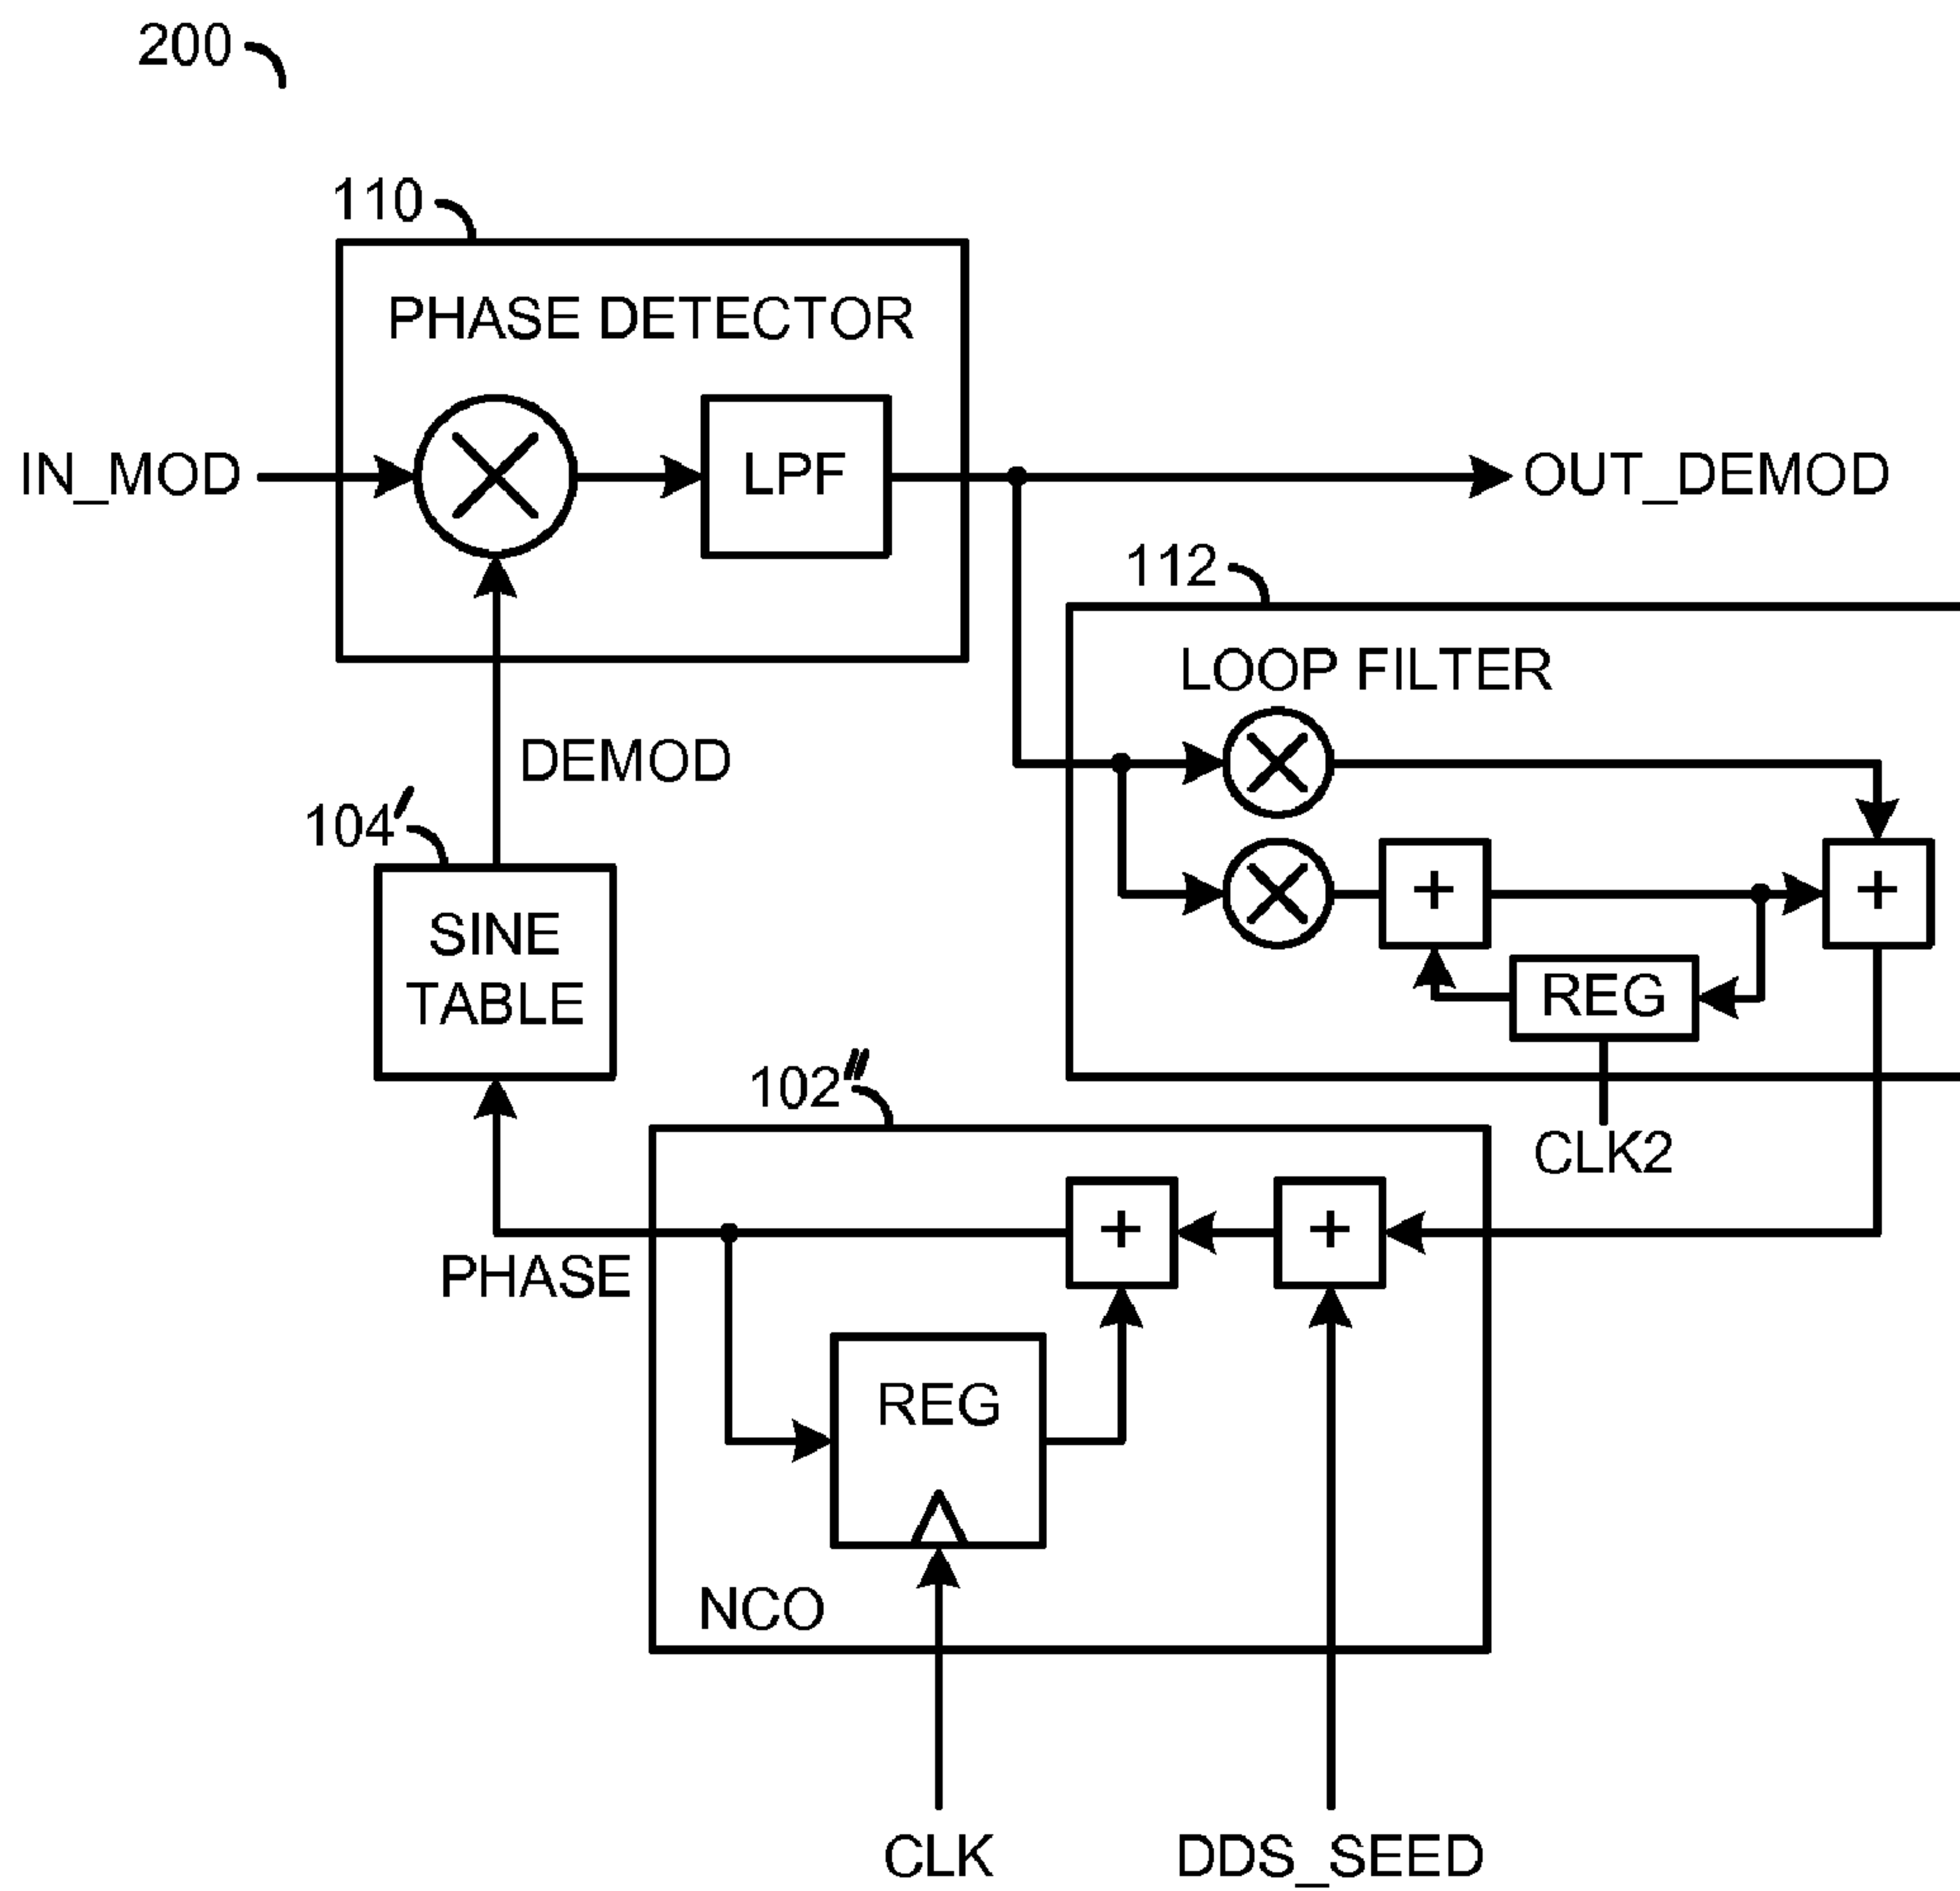 200
110
PHASE DETECTOR
IN_MOD
LPF
OUT_DEMOD
112
LOOP FILTER
DEMOD
104′
SINE
TABLE
+
+
REG
102″
CLK2
+
+
PHASE
REG
NCO
CLK
DDS_SEED